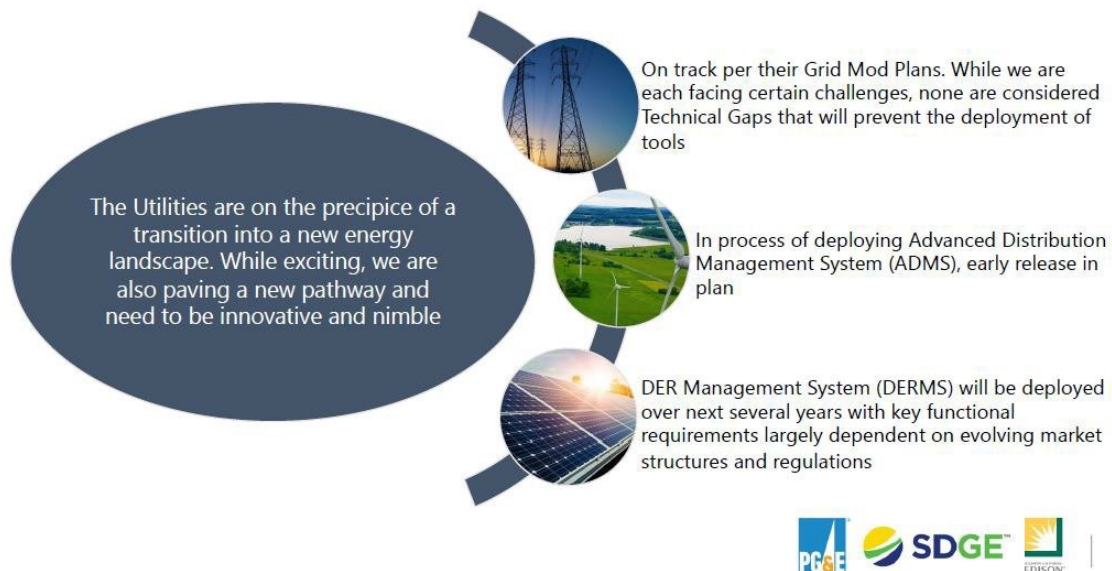 The Utilities are on the precipice of a
transition into a new energy
landscape. While exciting, we are
also paving a new pathway and
need to be innovative and nimble
On track per their Grid Mod Plans. While we are
each facing certain challenges, none are considered
Technical Gaps that will prevent the deployment of
tools
In process of deploying Advanced Distribution
Management System (ADMS), early release in
plan
DER Management System (DERMS) will be deployed
over next several years with key functional
requirements largely dependent on evolving market
structures and regulations
PG&E
SDGE™
EDISON